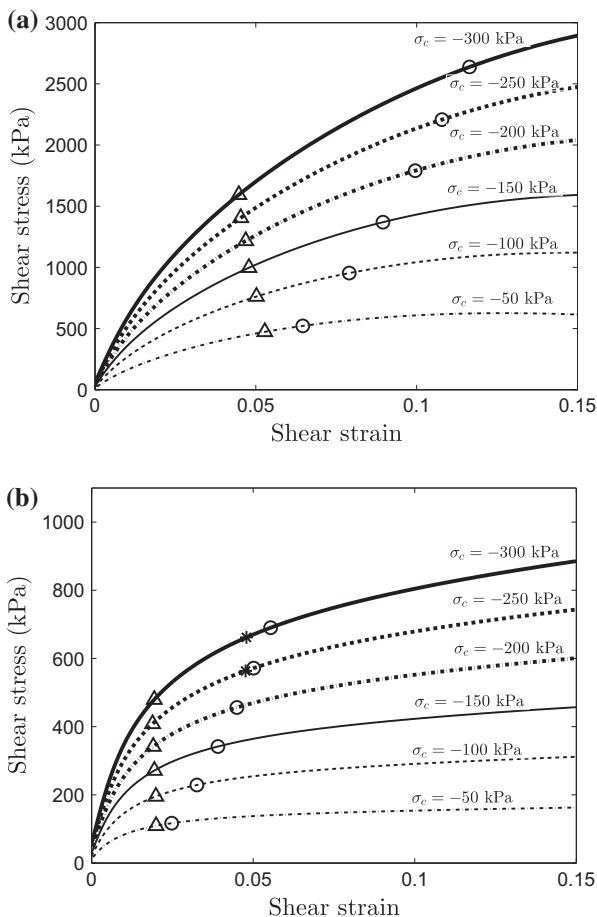 (a)
3000
2500
2000
1500
1000
500
0
Shear stress (kPa)
σc = −300 kPa
σc = −250 kPa
σc = −200 kPa
σc = −150 kPa
σc = −100 kPa
σc = −50 kPa
0 0.05 0.1 0.15
Shear strain
(b)
1000
800
600
400
200
0
Shear stress (kPa)
σc = −300 kPa
σc = −250 kPa
σc = −200 kPa
σc = −150 kPa
σc = −100 kPa
σc = −50 kPa
0 0.05 0.1 0.15
Shear strain